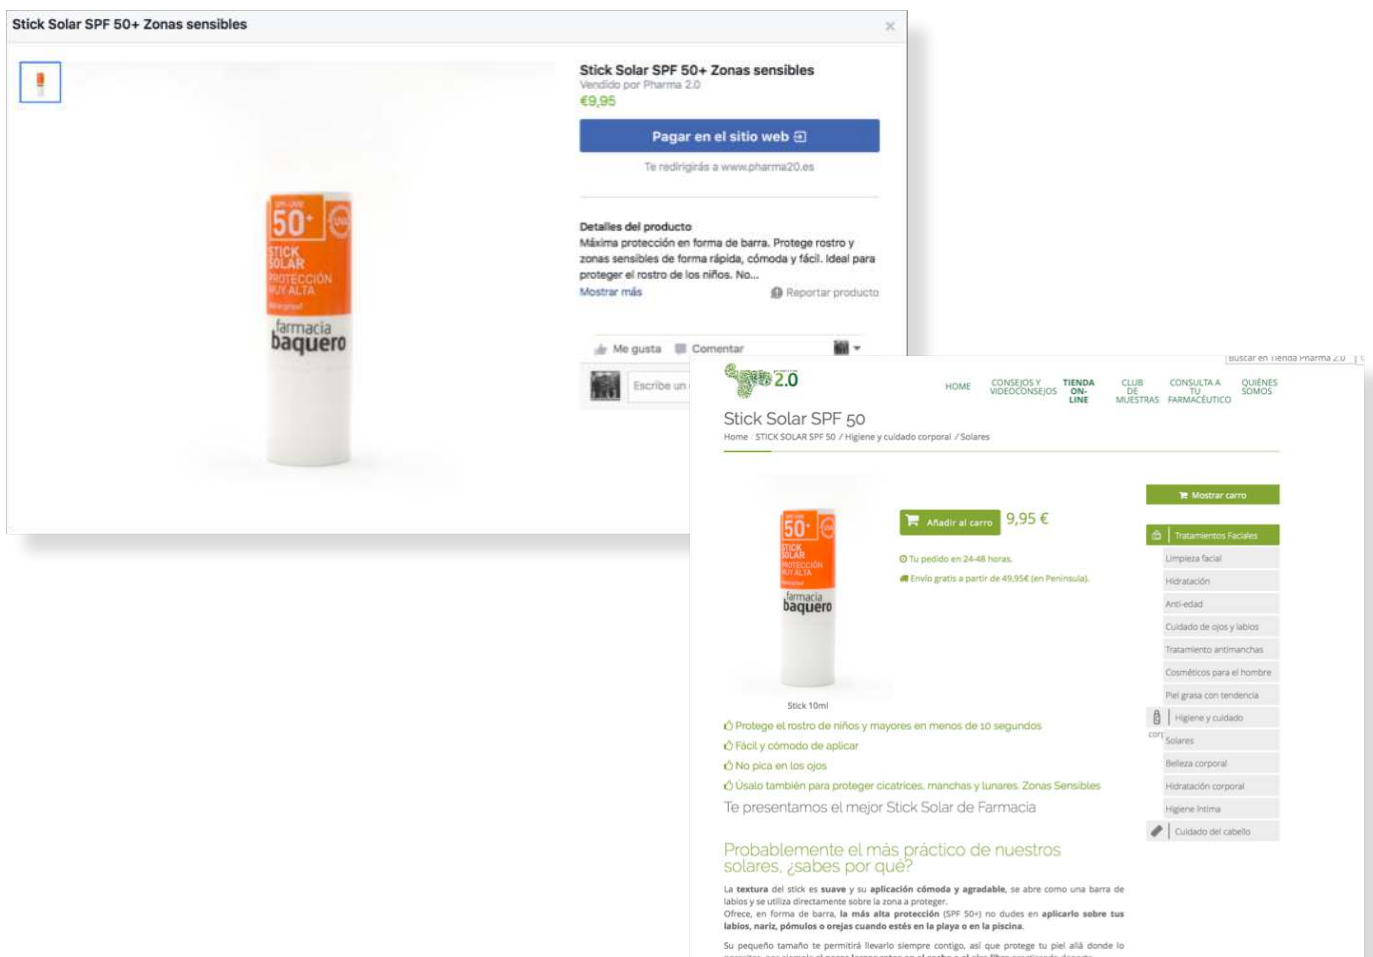 Stick Solar SPF 50+ Zonas sensibles
Stick Solar SPF 50+ Zonas sensibles
Vendido por Pharma 2.0
€9,95
Pagar en el sitio web
Te redirigirás a www.pharma20.es
Detalles del producto
Máxima protección en forma de barra. Protege rostro y
zonas sensibles de forma rápida, cómoda y fácil. Ideal para
proteger el rostro de los niños. No...
Mostrar más
Reportar producto
Me gusta
Comentar
Escribe un
50+
UVA
STICK
SOLAR
PROTECCIÓN
MUY ALTA
farmacia
baquero
Buscar en Tienda Pharma 2.0
2.0
HOME
CONSEJOS Y
VIDEOCONSEJOS
TIENDA
ON-
LINE
CLUB
DE
MUESTRAS
CONSULTA A
TU
FARMACÉUTICO
QUIÉNES
SOMOS
Stick Solar SPF 50
Home / STICK SOLAR SPF 50 / Higiene y cuidado corporal / Solares
50+
STICK
SOLAR
PROTECCIÓN
MUY ALTA
farmacia
baquero
Stick 10ml
Añadir al carro
9,95 €
Tu pedido en 24-48 horas.
Envío gratis a partir de 49,95€ (en Peninsula).
Mostrar carro
Tratamientos Faciales
Limpieza facial
Hidratación
Anti-edad
Cuidado de ojos y labios
Tratamiento antimanchas
Cosméticos para el hombre
Piel grasa con tendencia
Higiene y cuidado
Solares
Belleza corporal
Hidratación corporal
Higiene Intima
Cuidado del cabello
Protege el rostro de niños y mayores en menos de 10 segundos
Fácil y cómodo de aplicar
No pica en los ojos
Úsalo también para proteger cicatrices, manchas y lunares. Zonas Sensibles
Te presentamos el mejor Stick Solar de Farmacia
Probablemente el más práctico de nuestros
solares, ¿sabes por qué?
La textura del stick es suave y su aplicación cómoda y agradable, se abre como una barra de
labios y se utiliza directamente sobre la zona a proteger.
Ofrece, en forma de barra, la más alta protección (SPF 50+) no dudes en aplicarlo sobre tus
labios, nariz, pómulos o orejas cuando estés en la playa o en la piscina.
Su pequeño tamaño te permitirá llevarlo siempre contigo, así que protege tu piel allá donde lo